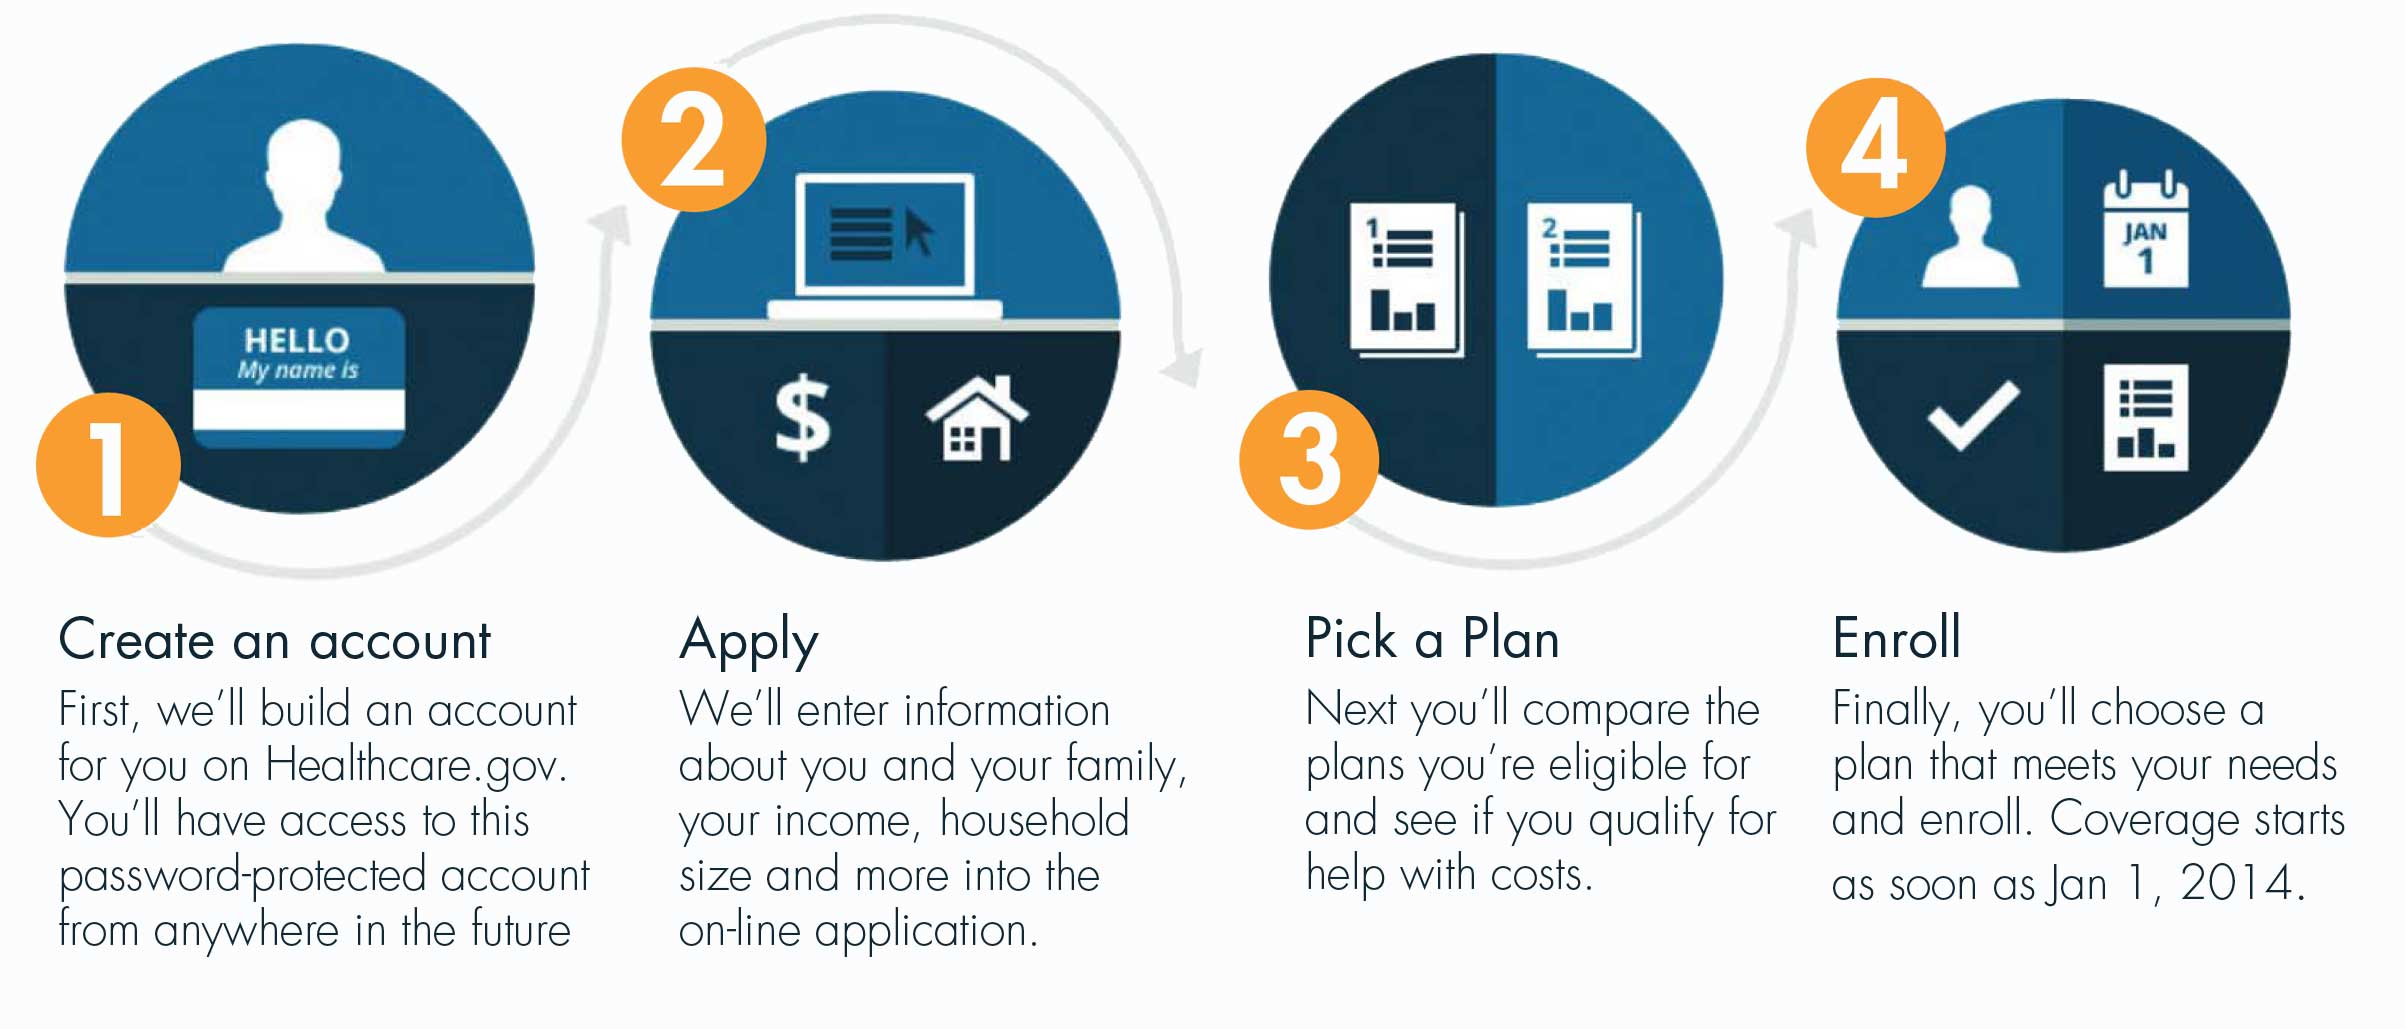 1
HELLO
My name is
Create an account
First, we'll build an account
for you on Healthcare.gov.
You'll have access to this
password-protected account
from anywhere in the future
2
$
Apply
We'll enter information
about you and your family,
your income, household
size and more into the
on-line application.
3
1
2
Pick a Plan
Next you'll compare the
plans you're eligible for
and see if you qualify for
help with costs.
4
JAN
1
Enroll
Finally, you'll choose a
plan that meets your needs
and enroll. Coverage starts
as soon as Jan 1, 2014.